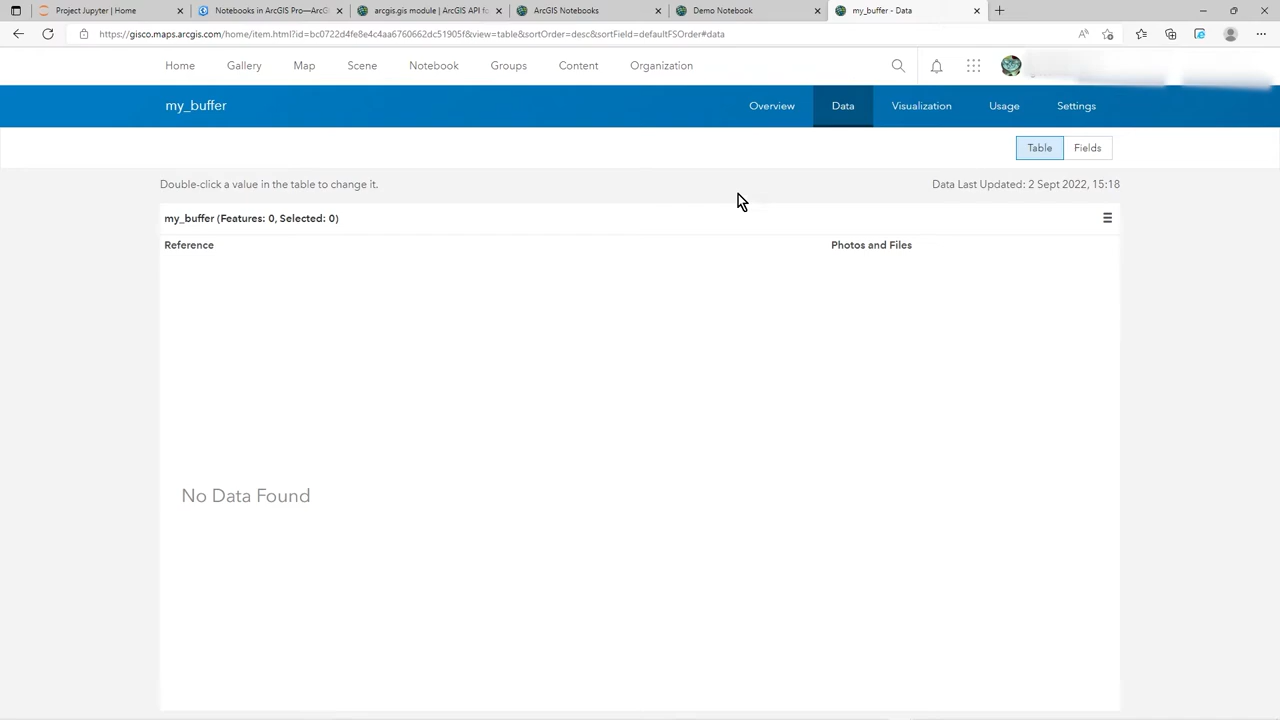 Project Jupyter | Home
Notebooks in ArcGIS Pro—ArcG
arcgis.gis module | ArcGIS API fo
ArcGIS Notebooks
Demo Notebook
my_buffer - Data
https://gisco.maps.arcgis.com/home/item.html?id=bc0722d4fe8e4c4aa6760662dc51905f&view=table&sortOrder=desc&sortField=defaultFSOrder#data
Home
Gallery
Map
Scene
Notebook
Groups
Content
Organization
my_buffer
Overview
Data
Visualization
Usage
Settings
Table
Fields
Double-click a value in the table to change it.
Data Last Updated: 2 Sept 2022, 15:18
my_buffer (Features: 0, Selected: 0)
Reference
Photos and Files
No Data Found